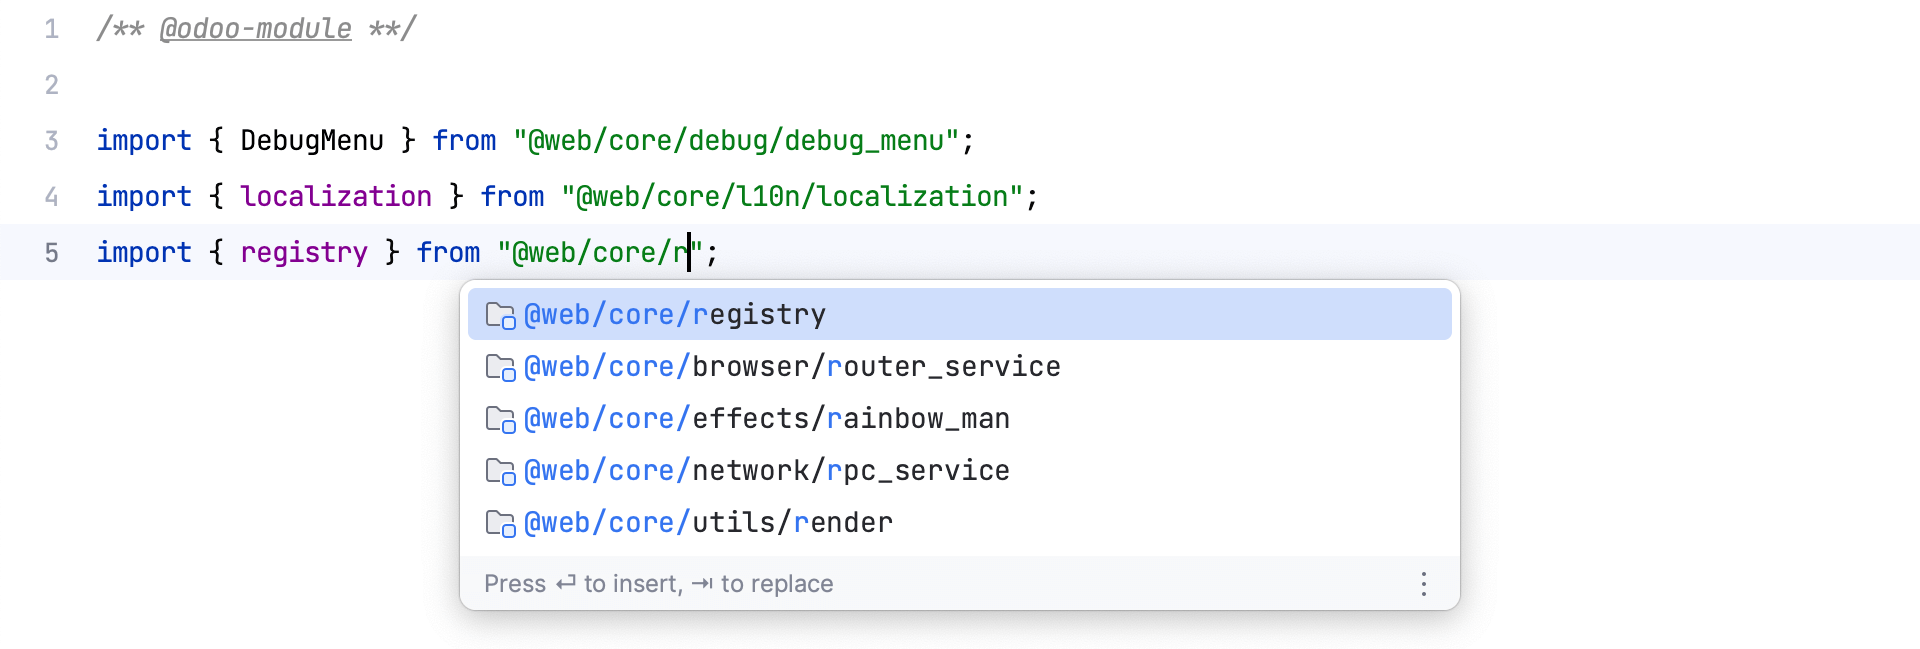 1 /** @odoo-module **/
2
3 import { DebugMenu } from "@web/core/debug/debug_menu";
4 import { localization } from "@web/core/l10n/localization";
5 import { registry } from "@web/core/r";
@web/core/registry
@web/core/browser/router_service
@web/core/effects/rainbow_man
@web/core/network/rpc_service
@web/core/utils/render
Press ↵ to insert, ⇥ to replace